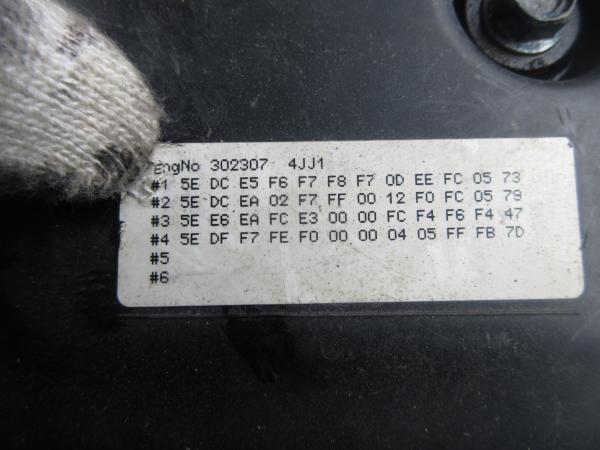 EngNo 302307 4JJ1
#1 5E DC E5 F6 F7 F8 F7 0D EE FC 05 73
#2 5E DC EA 02 F7 FF 00 12 F0 FC 05 79
#3 5E E6 EA FC E3 00 00 FC F4 F6 F4 47
#4 5E DF F7 FE F0 00 00 04 05 FF FB 7D
#5
#6